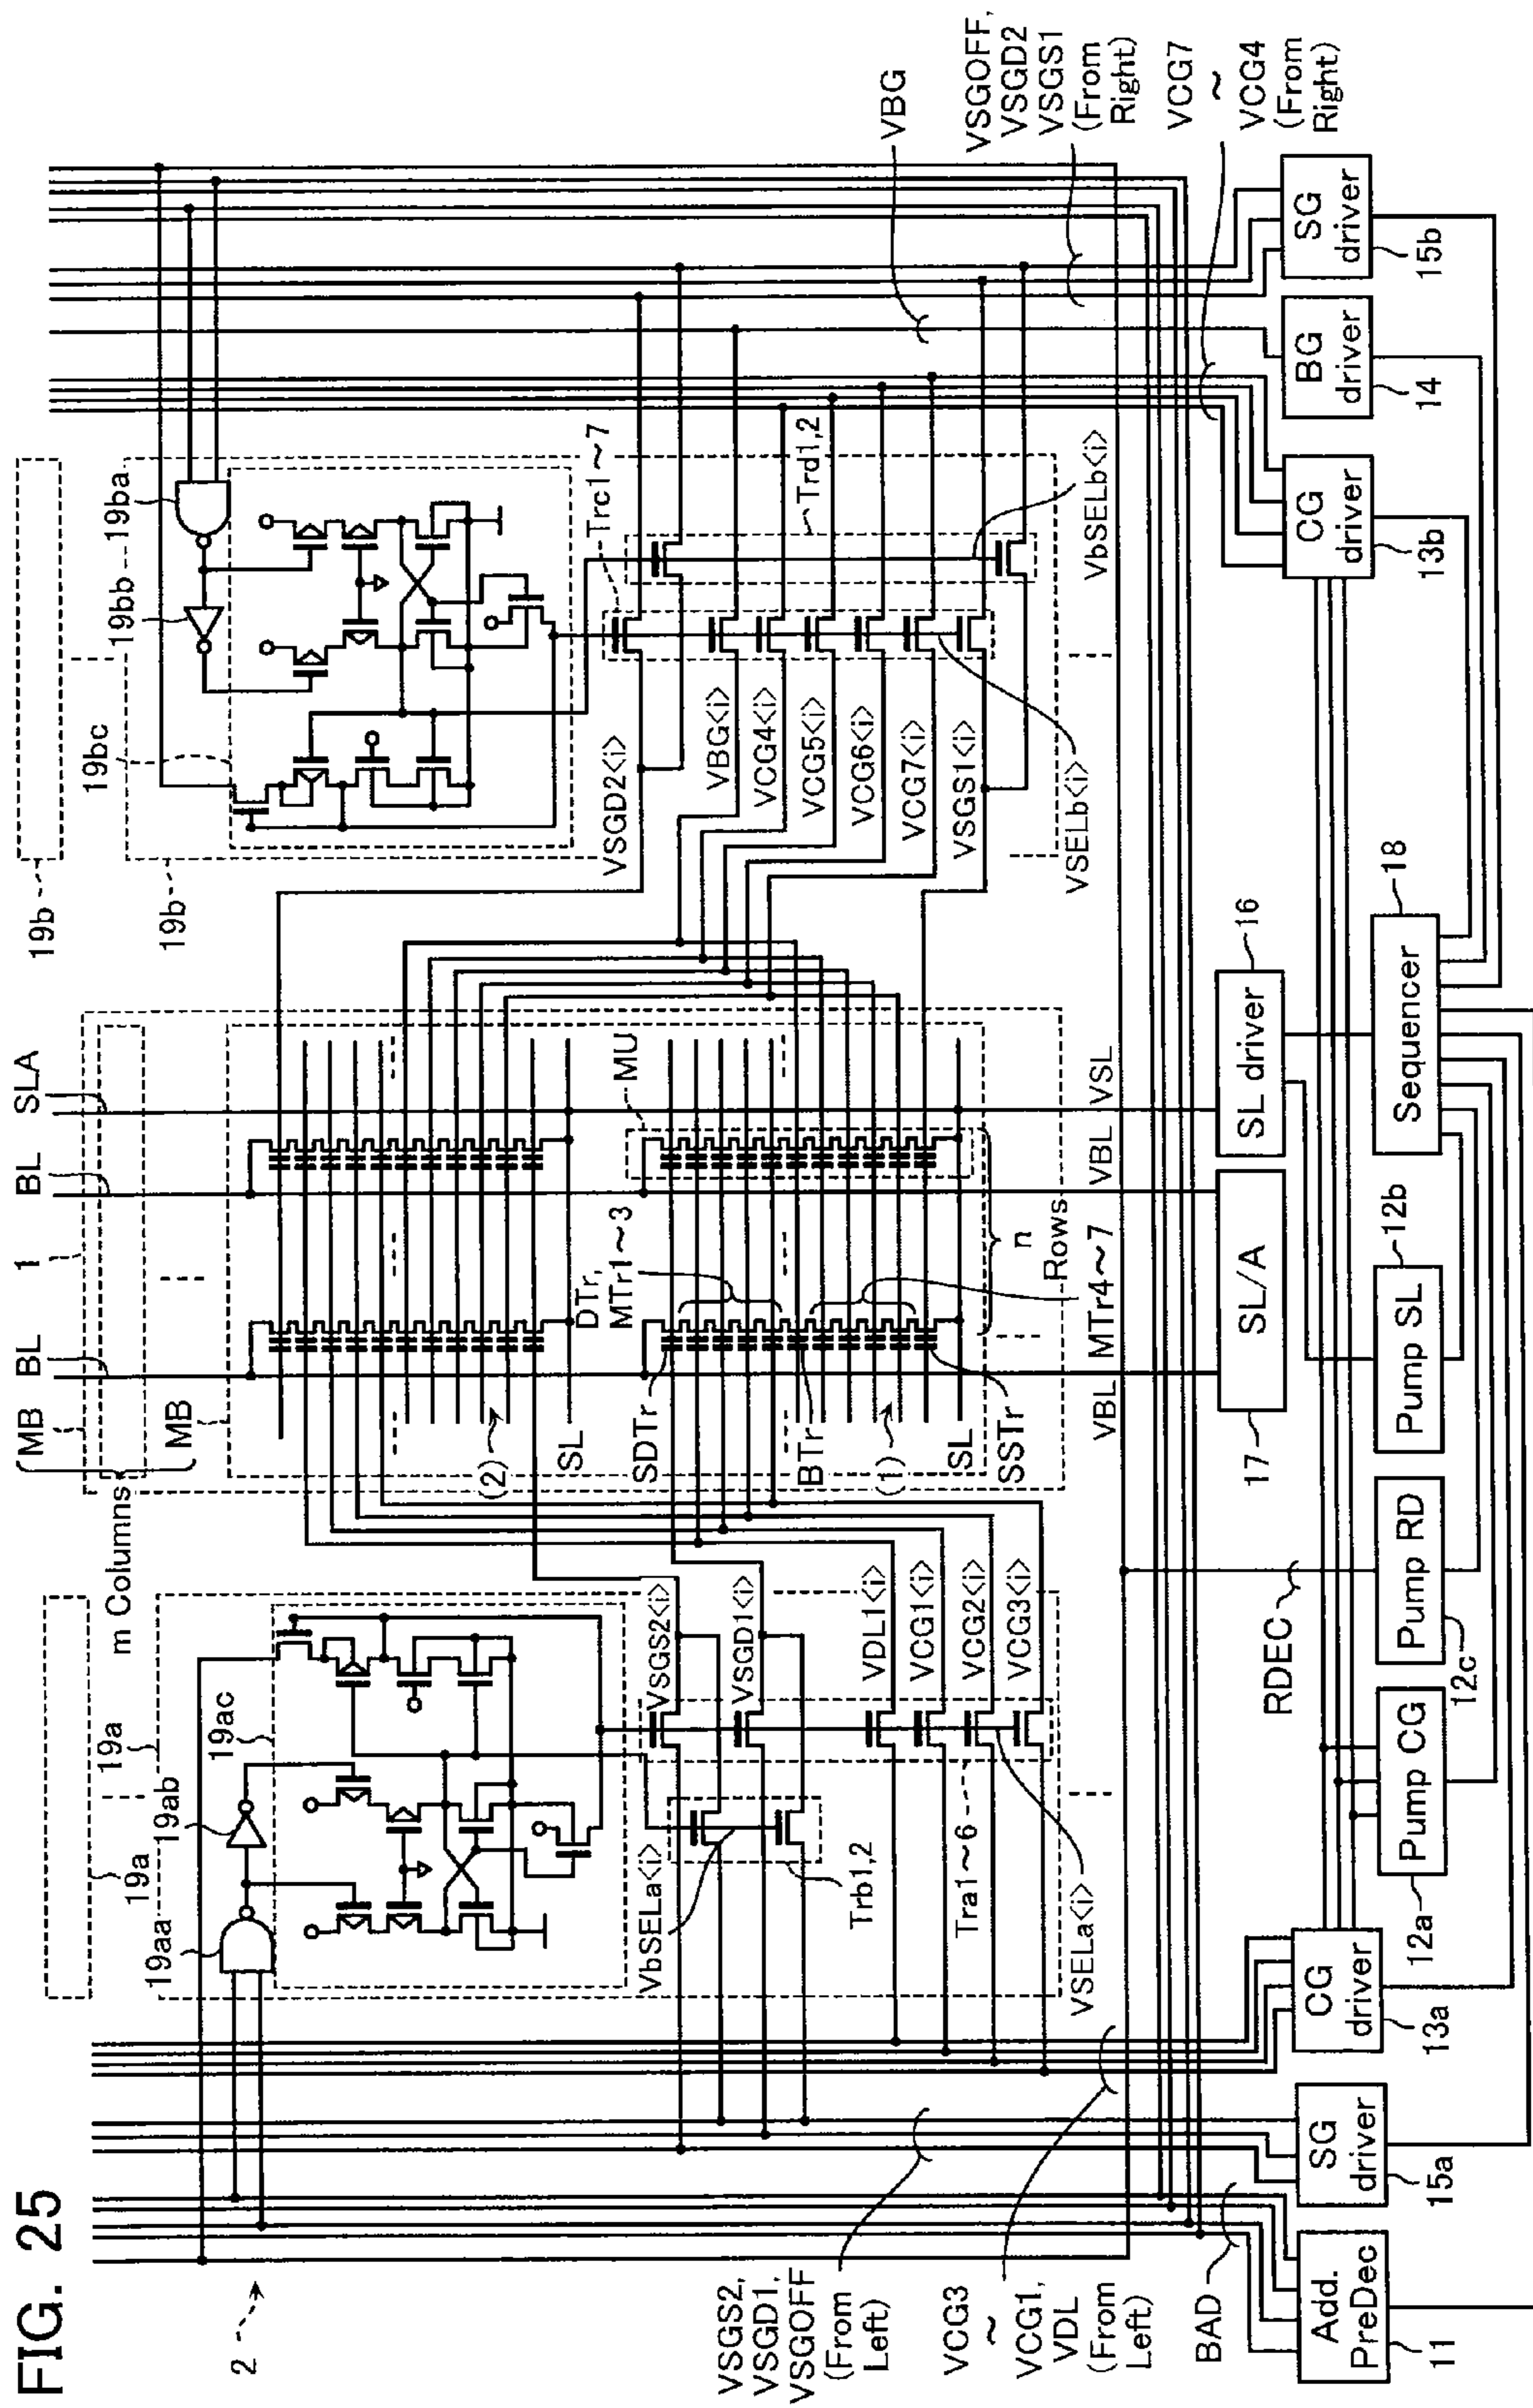 FIG. 25
2
19a
19a
19aa
19ab
19ac
VbSELa<i>
Trb1,2
Tra1~6
VSELa<i>
VSGS2<i>
VSGD1<i>
VDL1<i>
VCG1<i>
VCG2<i>
VCG3<i>
m Columns
MB
MB
BL
1
BL
SLA
(2)
SL
SDTr
DTr,
MTr1~3
MU
BTr
(1)
SL
SSTr
n
Rows
MTr4~7
VBL
VBL
VSL
19b
19b
19bc
19bb
19ba
Trc1~7
Trd1,2
VSGD2<i>
VBG<i>
VCG4<i>
VCG5<i>
VCG6<i>
VCG7<i>
VSGS1<i>
VSELb<i>
VbSELb<i>
VBG
VSGOFF,
VSGD2
VSGS1
(From
Right)
VCG7
~
VCG4
(From
Right)
VSGS2,
VSGD1,
VSGOFF
(From
Left)
VCG3
~
VCG1,
VDL
(From
Left)
BAD
RDEC
Add.
PreDec
11
SG
driver
15a
CG
driver
13a
Pump CG
12a
Pump RD
12c
Pump SL
12b
SL/A
17
SL driver
16
Sequencer
18
CG
driver
13b
BG
driver
14
SG
driver
15b